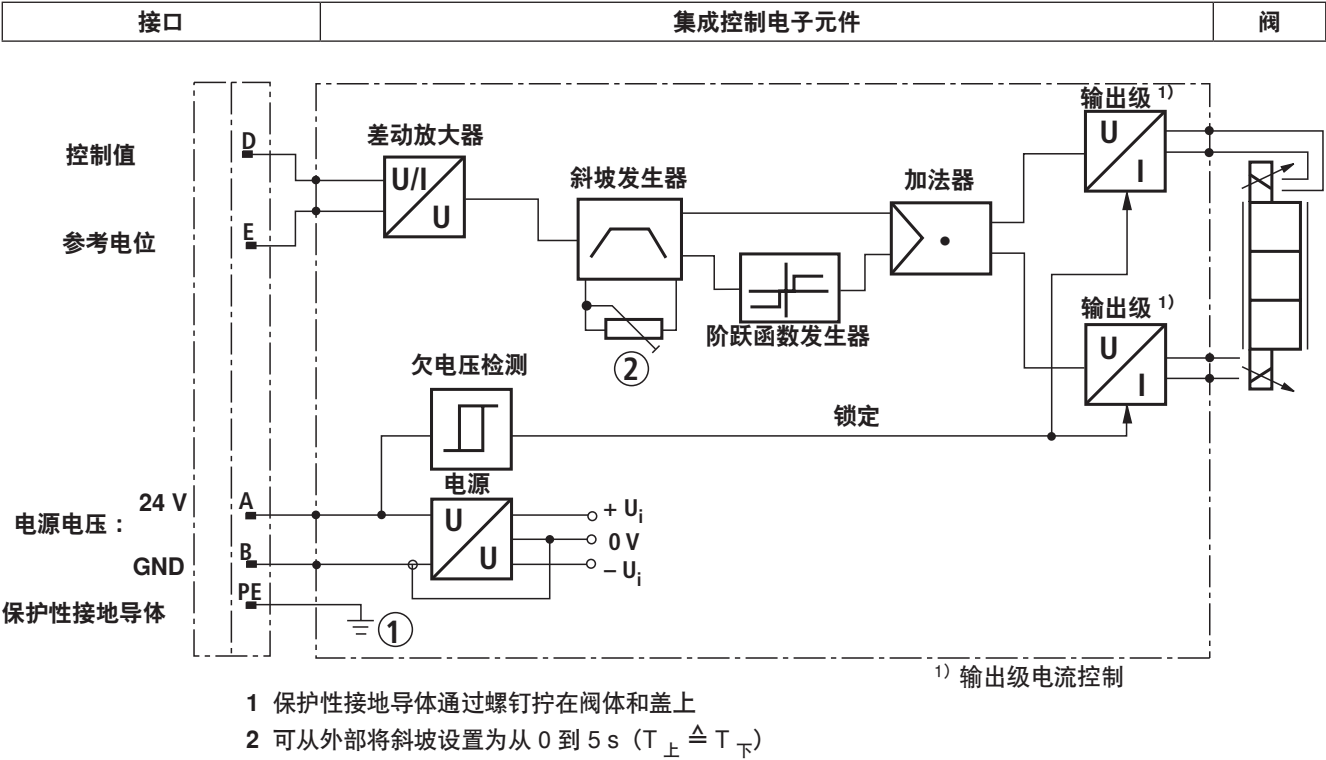 接口 集成控制电子元件 阀
控制值
D
差动放大器
U/I
U
参考电位
E
斜坡发生器
2
阶跃函数发生器
加法器
输出级 1)
U
I
输出级 1)
U
I
欠电压检测
锁定
电源
U
U
电源电压：
24 V
A
GND
B
+ Ui
0 V
– Ui
保护性接地导体
PE
1
1) 输出级电流控制
1 保护性接地导体通过螺钉拧在阀体和盖上
2 可从外部将斜坡设置为从 0 到 5 s（T 上 ≙ T 下）